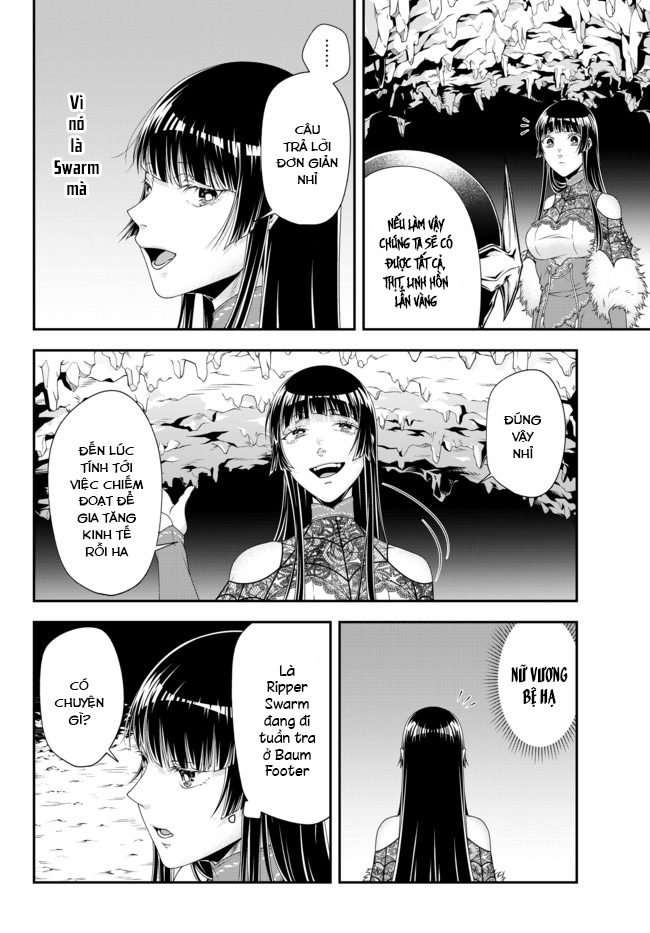 NẾU LÀM VẬY
CHÚNG TA SẼ CÓ
ĐƯỢC TẤT CẢ,
THỊT, LINH HỒN
LẪN VÀNG
......
CÂU
TRẢ LỜI
ĐƠN GIẢN
NHỈ
Vì
nó
là
Swarm
mà
ĐÚNG
VẬY
NHỈ
ĐẾN LÚC
TÍNH TỚI
VIỆC CHIẾM
ĐOẠT ĐỂ
GIA TĂNG
KINH TẾ
RỒI HA
NỮ VƯƠNG
BỆ HẠ
Là
Ripper
Swarm
đang đi
tuần tra
ở Baum
Footer
CÓ
CHUYỆN
GÌ?